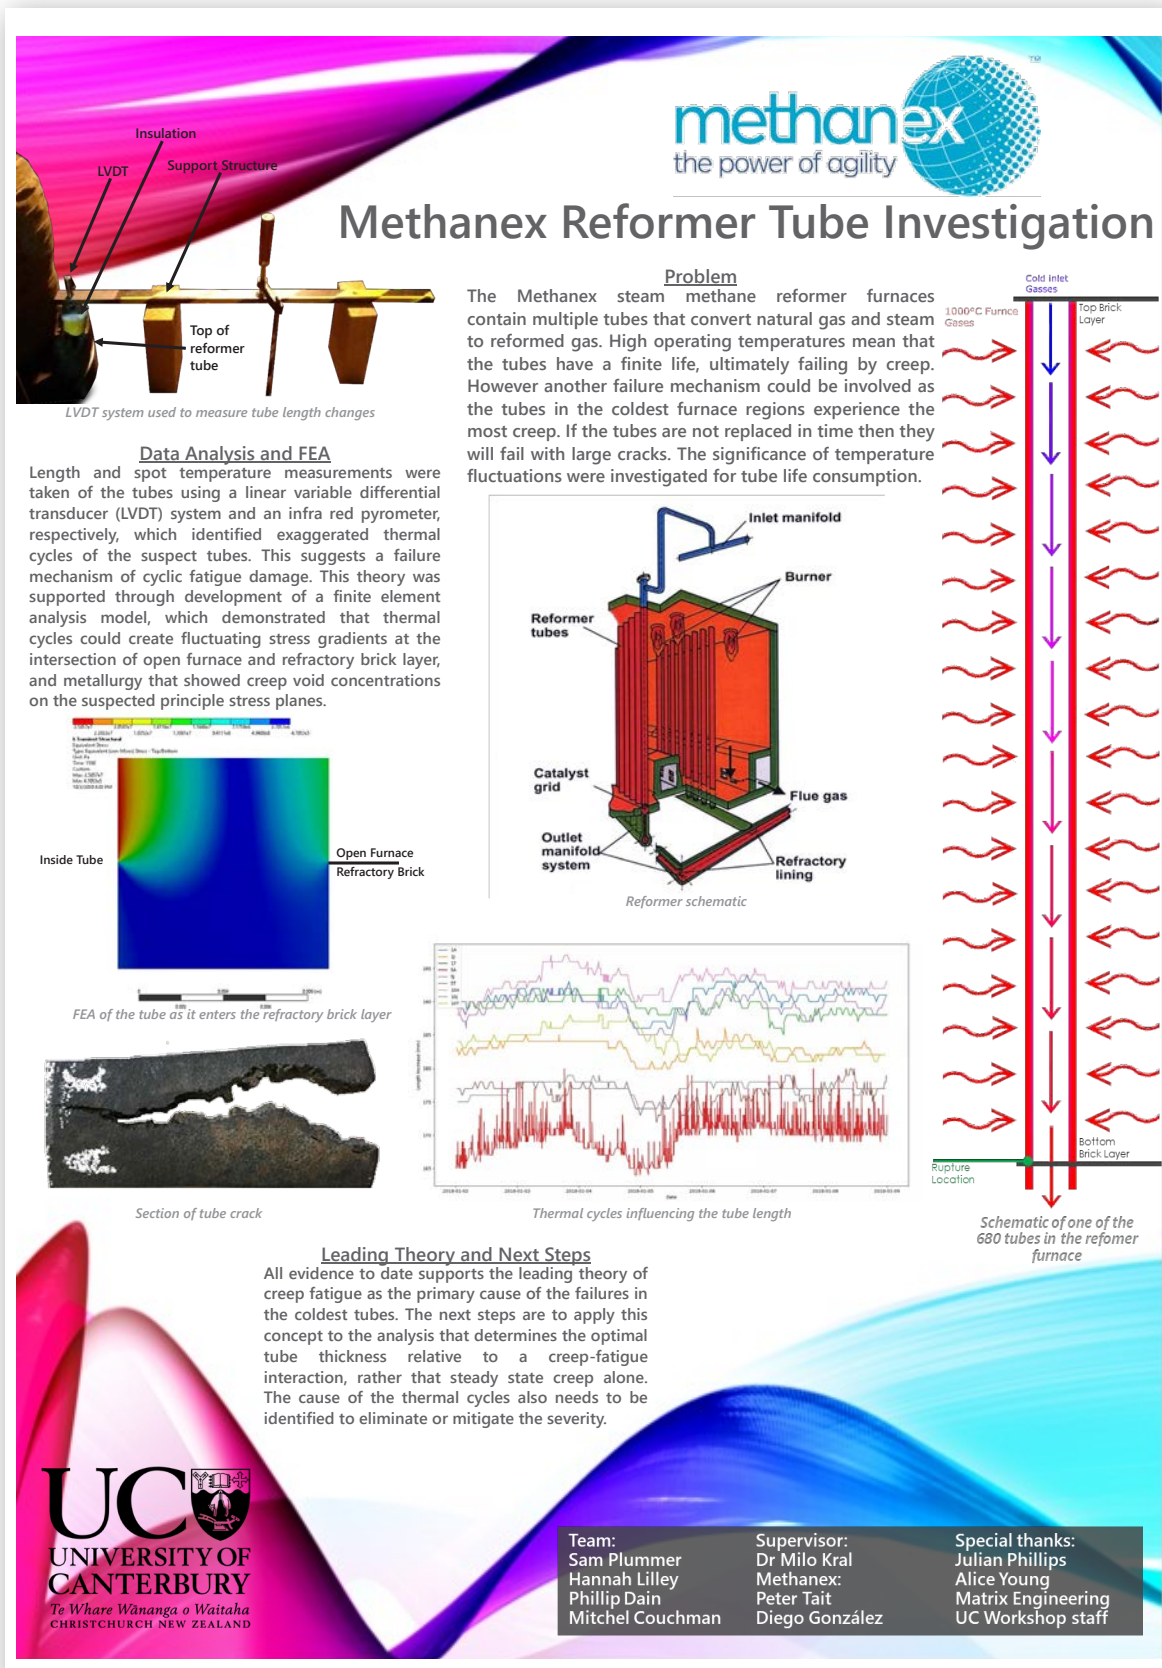 methanex
the power of agility
TM
Methanex Reformer Tube Investigation
Insulation
LVDT
Support Structure
Top of
reformer
tube
LVDT system used to measure tube length changes
Data Analysis and FEA
Length and spot temperature measurements were
taken of the tubes using a linear variable differential
transducer (LVDT) system and an infra red pyrometer,
respectively, which identified exaggerated thermal
cycles of the suspect tubes. This suggests a failure
mechanism of cyclic fatigue damage. This theory was
supported through development of a finite element
analysis model, which demonstrated that thermal
cycles could create fluctuating stress gradients at the
intersection of open furnace and refractory brick layer,
and metallurgy that showed creep void concentrations
on the suspected principle stress planes.
Inside Tube
Open Furnace
Refractory Brick
FEA of the tube as it enters the refractory brick layer
Section of tube crack
Problem
The Methanex steam methane reformer furnaces
contain multiple tubes that convert natural gas and steam
to reformed gas. High operating temperatures mean that
the tubes have a finite life, ultimately failing by creep.
However another failure mechanism could be involved as
the tubes in the coldest furnace regions experience the
most creep. If the tubes are not replaced in time then they
will fail with large cracks. The significance of temperature
fluctuations were investigated for tube life consumption.
Inlet manifold
Burner
Reformer
tubes
Catalyst
grid
Flue gas
Outlet
manifold
system
Refractory
lining
Reformer schematic
Date
Thermal cycles influencing the tube length
Cold Inlet
Gasses
1000°C Furnce
Gases
Top Brick
Layer
Bottom
Brick Layer
Rupture
Location
Schematic of one of the
680 tubes in the refomer
furnace
Leading Theory and Next Steps
All evidence to date supports the leading theory of
creep fatigue as the primary cause of the failures in
the coldest tubes. The next steps are to apply this
concept to the analysis that determines the optimal
tube thickness relative to a creep-fatigue
interaction, rather that steady state creep alone.
The cause of the thermal cycles also needs to be
identified to eliminate or mitigate the severity.
UC
UNIVERSITY OF
CANTERBURY
Te Whare Wānanga o Waitaha
CHRISTCHURCH NEW ZEALAND
Team:
Sam Plummer
Hannah Lilley
Phillip Dain
Mitchel Couchman
Supervisor:
Dr Milo Kral
Methanex:
Peter Tait
Diego González
Special thanks:
Julian Phillips
Alice Young
Matrix Engineering
UC Workshop staff